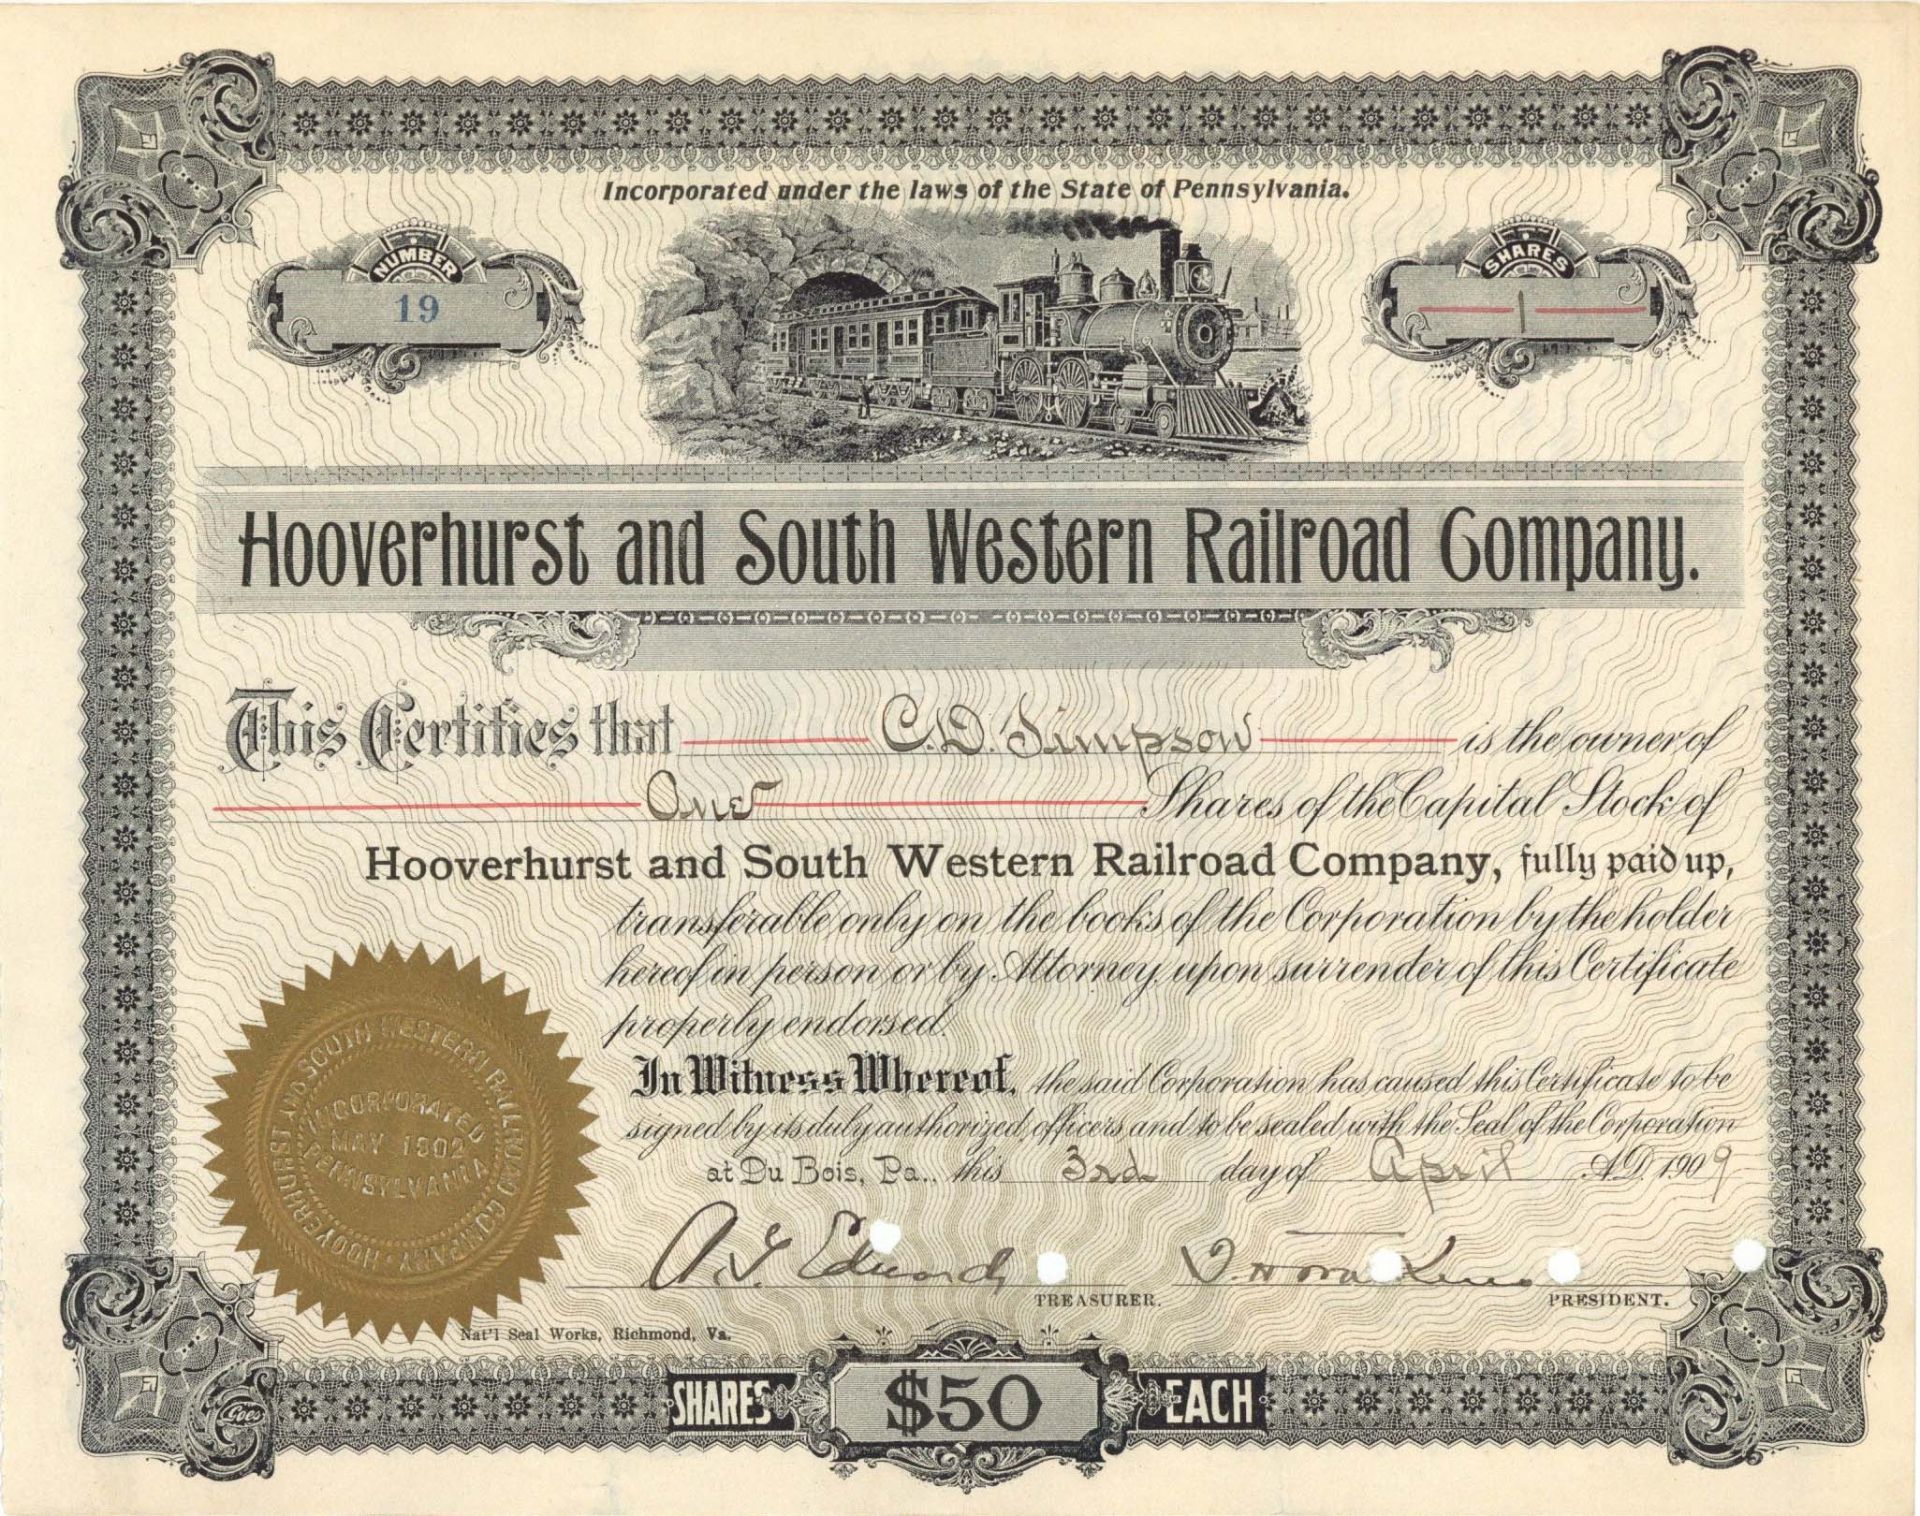 Incorporated under the laws of the State of Pennsylvania.
NUMBER
19
SHARES
1
Hooverhurst and South Western Railroad Company.
This Certifies that C.D. Simpson is the owner of
One Shares of the Capital Stock of
Hooverhurst and South Western Railroad Company, fully paid up,
transferable only on the books of the Corporation by the holder
hereof in person or by Attorney upon surrender of this Certificate
properly endorsed.
In Witness Whereof, the said Corporation has caused this Certificate to be
signed by its duly authorized officers and to be sealed with the Seal of the Corporation
at Du Bois, Pa., this 3rd day of April A.D. 1909
TREASURER.
PRESIDENT.
HOOVERHURST AND SOUTH WESTERN RAILROAD COMPANY
INCORPORATED
MAY 1902
PENNSYLVANIA
Nat'l Seal Works, Richmond, Va.
Goes
SHARES $50 EACH